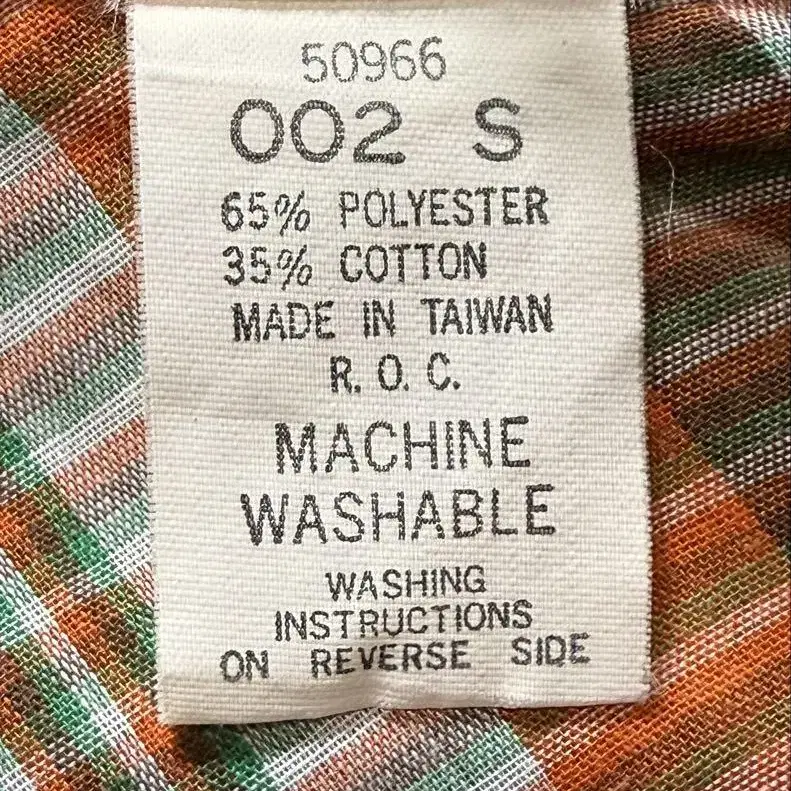 50966
002 S
65% POLYESTER
35% COTTON
MADE IN TAIWAN
R. O. C.
MACHINE
WASHABLE
WASHING
INSTRUCTIONS
ON REVERSE SIDE